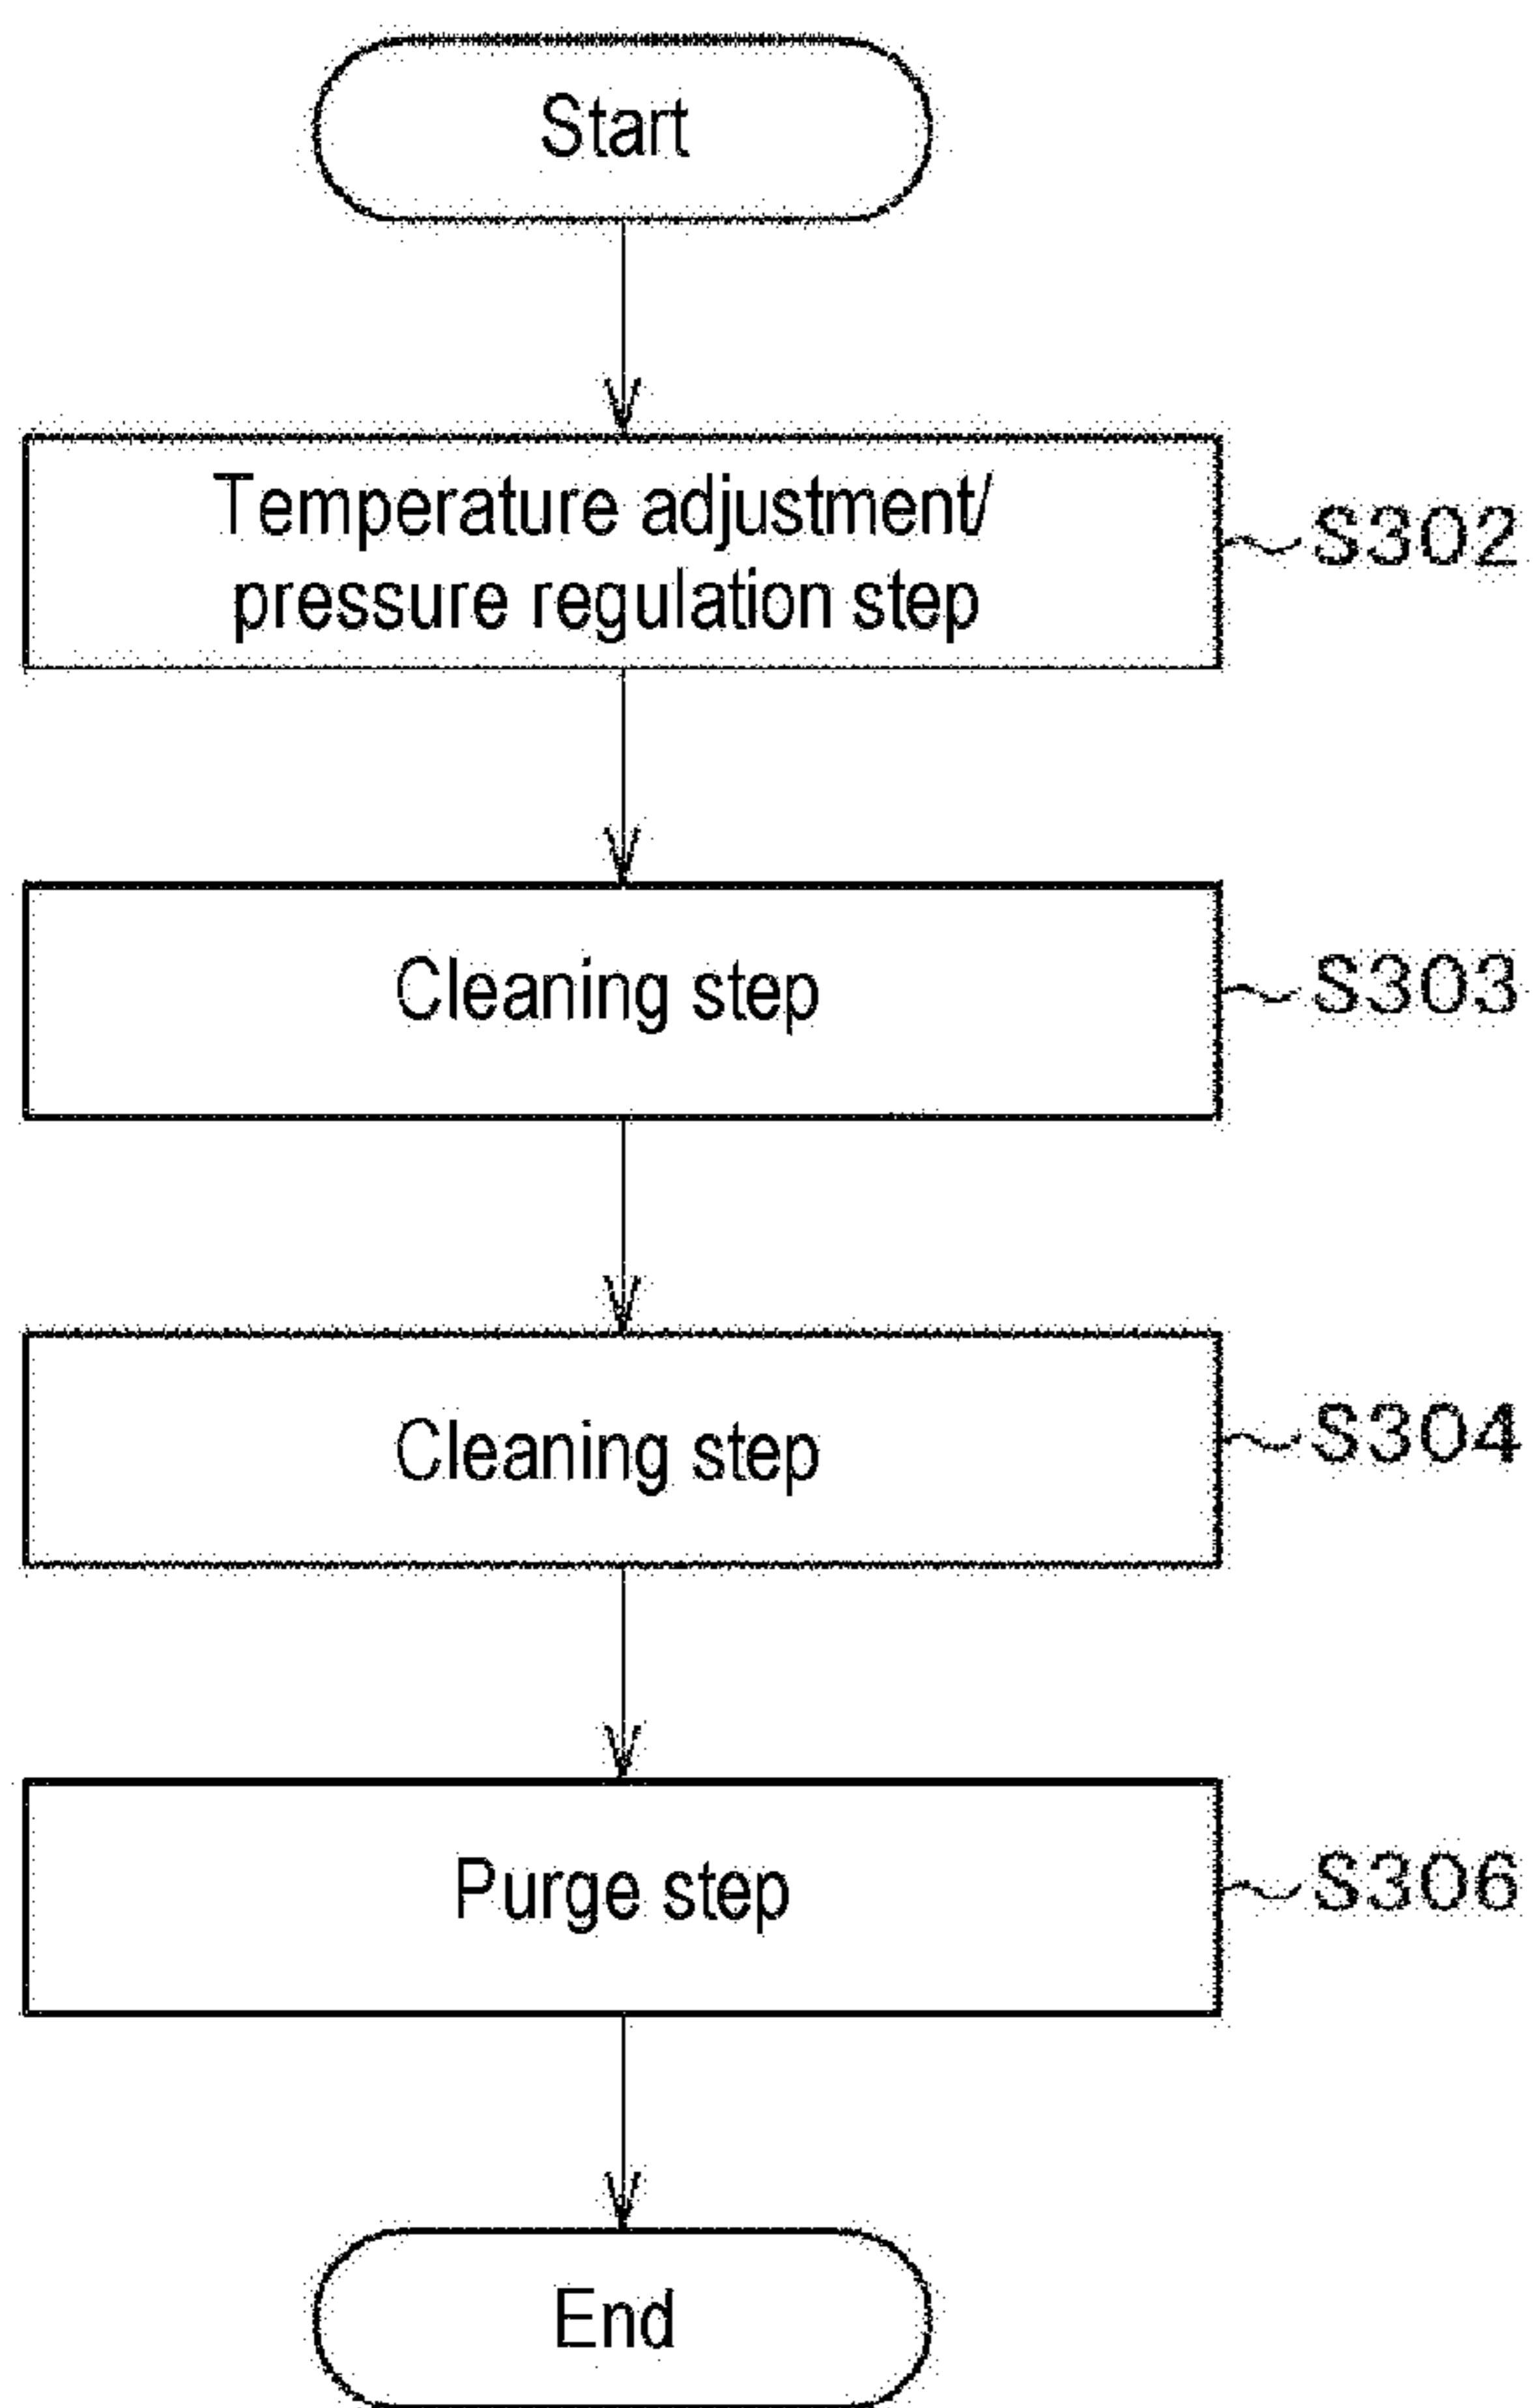 Start
Temperature adjustment/
pressure regulation step
S302
Cleaning step
S303
Cleaning step
S304
Purge step
S306
End